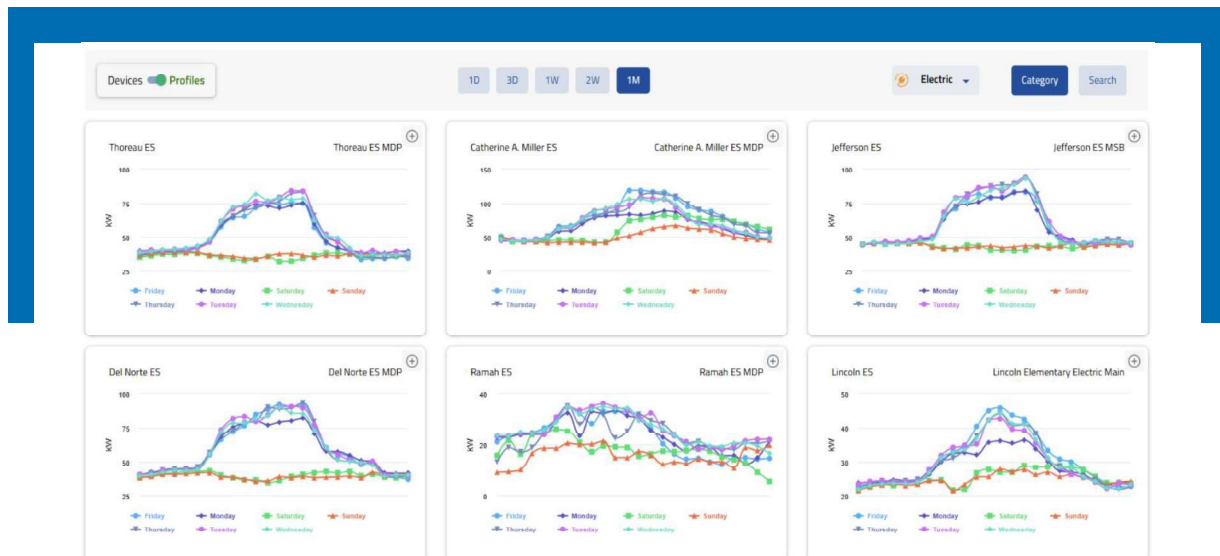 Devices Profiles 1D 3D 1W 2W 1M Electric Category Search
Thoreau ES Thoreau ES MDP
100
75
50
25
kW
Friday Monday Saturday Sunday
Thursday Tuesday Wednesday
Catherine A. Miller ES Catherine A. Miller ES MDP
150
100
50
0
kW
Friday Monday Saturday Sunday
Thursday Tuesday Wednesday
Jefferson ES Jefferson ES MSB
100
75
50
25
kW
Friday Monday Saturday Sunday
Thursday Tuesday Wednesday
Del Norte ES Del Norte ES MDP
100
75
50
25
kW
Friday Monday Saturday Sunday
Thursday Tuesday Wednesday
Ramah ES Ramah ES MDP
40
20
0
kW
Friday Monday Saturday Sunday
Thursday Tuesday Wednesday
Lincoln ES Lincoln Elementary Electric Main
50
40
30
20
kW
Friday Monday Saturday Sunday
Thursday Tuesday Wednesday